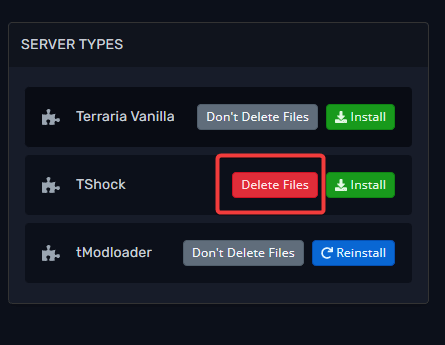 SERVER TYPES
Terraria Vanilla Don't Delete Files Install
TShock Delete Files Install
tModloader Don't Delete Files Reinstall